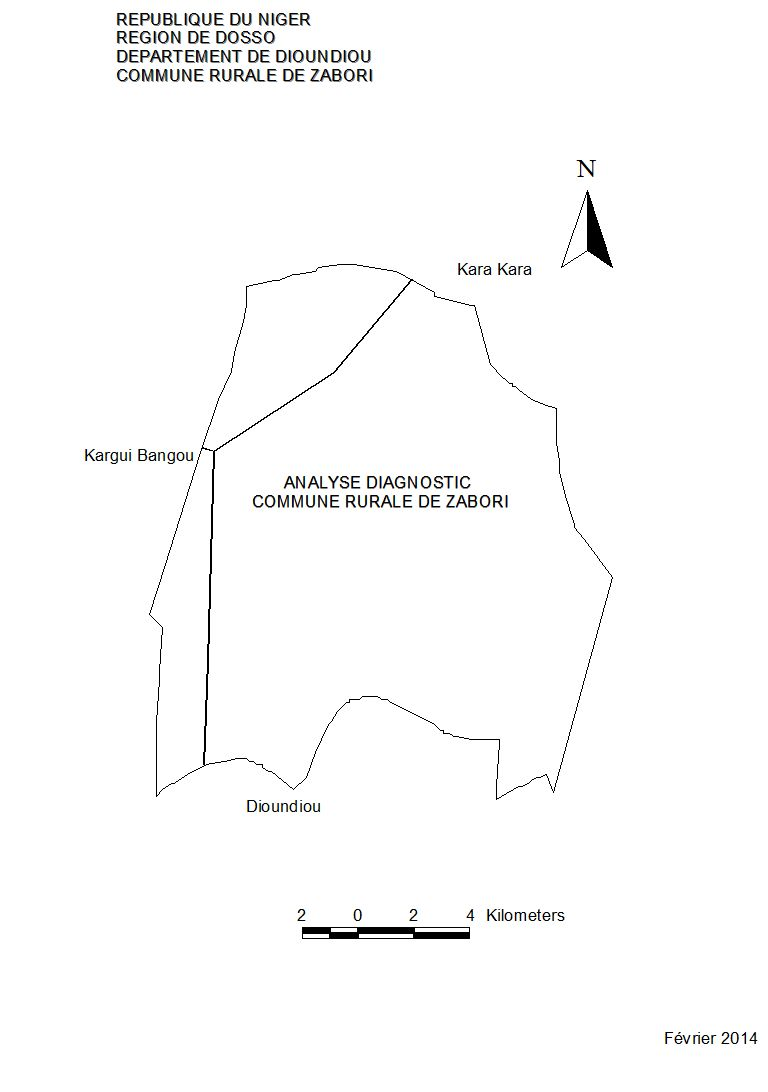 REPUBLIQUE DU NIGER
REGION DE DOSSO
DEPARTEMENT DE DIOUNDIOU
COMMUNE RURALE DE ZABORI
N
Kara Kara
Kargui Bangou
ANALYSE DIAGNOSTIC
COMMUNE RURALE DE ZABORI
Dioundiou
2 0 2 4 Kilometers
Février 2014